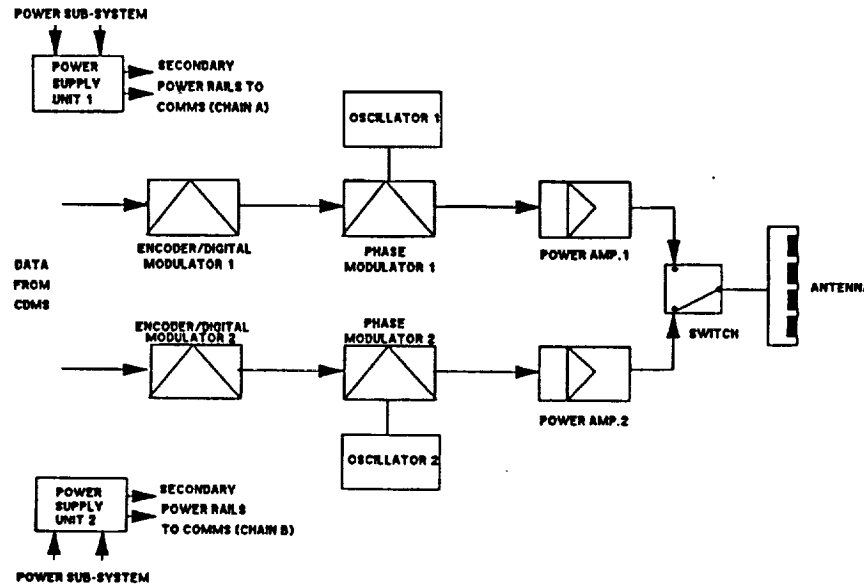 POWER SUB-SYSTEM
POWER
SUPPLY
UNIT 1
SECONDARY
POWER RAILS TO
COMMS (CHAIN A)
OSCILLATOR 1
ENCODER/DIGITAL
MODULATOR 1
PHASE
MODULATOR 1
POWER AMP.1
DATA
FROM
CDMS
ANTENNA
SWITCH
ENCODER/DIGITAL
MODULATOR 2
PHASE
MODULATOR 2
POWER AMP.2
OSCILLATOR 2
POWER
SUPPLY
UNIT 2
SECONDARY
POWER RAILS
TO COMMS (CHAIN B)
POWER SUB-SYSTEM